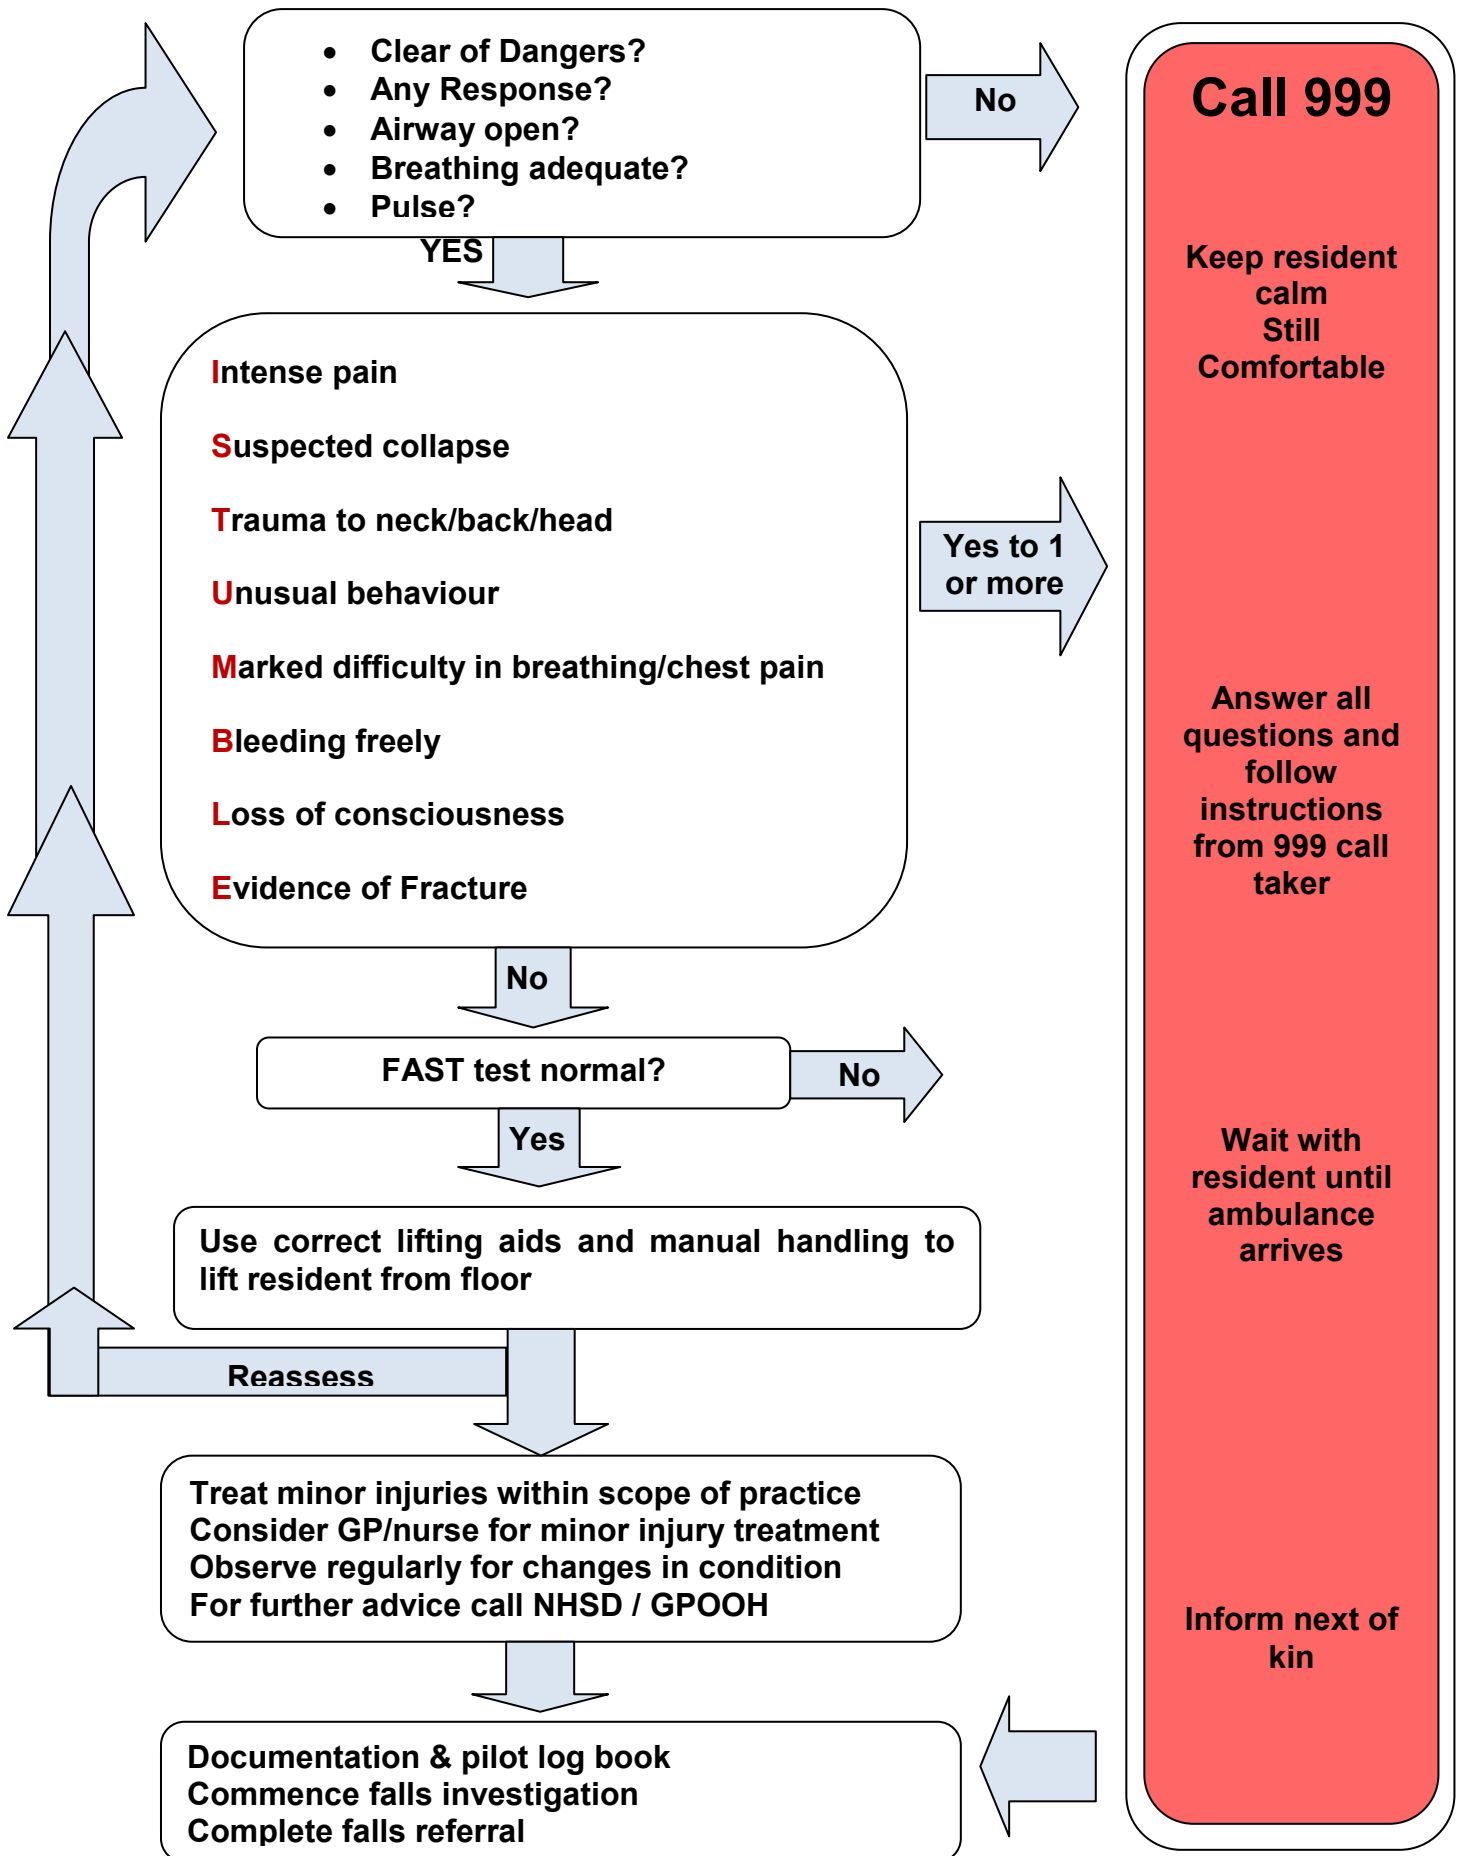 • Clear of Dangers?
• Any Response?
• Airway open?
• Breathing adequate?
• Pulse?
No
YES
Intense pain
Suspected collapse
Trauma to neck/back/head
Unusual behaviour
Marked difficulty in breathing/chest pain
Bleeding freely
Loss of consciousness
Evidence of Fracture
Yes to 1
or more
No
FAST test normal?
No
Yes
Use correct lifting aids and manual handling to
lift resident from floor
Reassess
Treat minor injuries within scope of practice
Consider GP/nurse for minor injury treatment
Observe regularly for changes in condition
For further advice call NHSD / GPOOH
Documentation & pilot log book
Commence falls investigation
Complete falls referral
Call 999
Keep resident
calm
Still
Comfortable
Answer all
questions and
follow
instructions
from 999 call
taker
Wait with
resident until
ambulance
arrives
Inform next of
kin